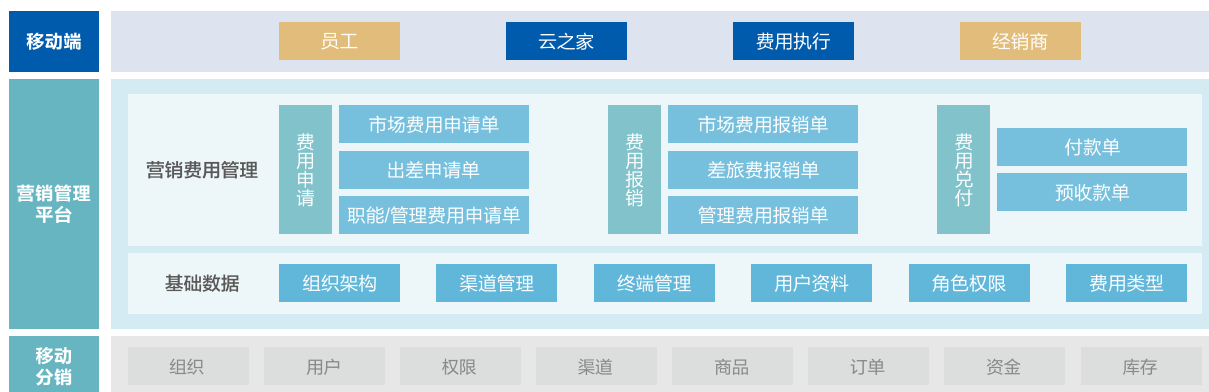 移动端
员工
云之家
费用执行
经销商
营销管理
平台
营销费用管理
费用申请
市场费用申请单
出差申请单
职能/管理费用申请单
费用报销
市场费用报销单
差旅费报销单
管理费用报销单
费用兑付
付款单
预收款单
基础数据
组织架构
渠道管理
终端管理
用户资料
角色权限
费用类型
移动
分销
组织
用户
权限
渠道
商品
订单
资金
库存